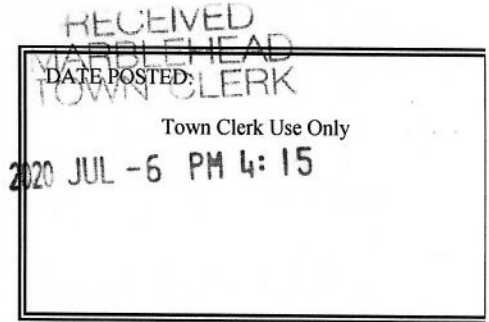 RECEIVED
MARBLEHEAD
TOWN CLERK
DATE POSTED:
Town Clerk Use Only
2020 JUL -6 PM 4: 15